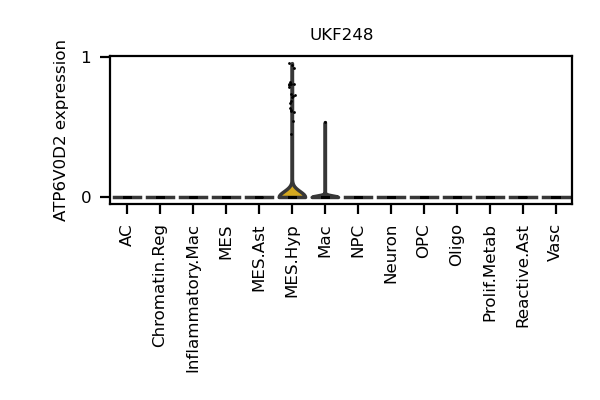 UKF248
ATP6V0D2 expression
1
0
AC
Chromatin.Reg
Inflammatory.Mac
MES
MES.Ast
MES.Hyp
Mac
NPC
Neuron
OPC
Oligo
Prolif.Metab
Reactive.Ast
Vasc